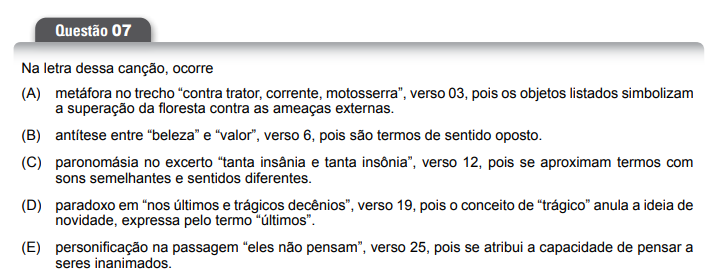 Questão 07
Na letra dessa canção, ocorre
(A) metáfora no trecho “contra trator, corrente, motosserra”, verso 03, pois os objetos listados simbolizam
a superação da floresta contra as ameaças externas.
(B) antítese entre “beleza” e “valor”, verso 6, pois são termos de sentido oposto.
(C) paronomásia no excerto “tanta insânia e tanta insônia”, verso 12, pois se aproximam termos com
sons semelhantes e sentidos diferentes.
(D) paradoxo em “nos últimos e trágicos decênios”, verso 19, pois o conceito de “trágico” anula a ideia de
novidade, expressa pelo termo “últimos”.
(E) personificação na passagem “eles não pensam”, verso 25, pois se atribui a capacidade de pensar a
seres inanimados.